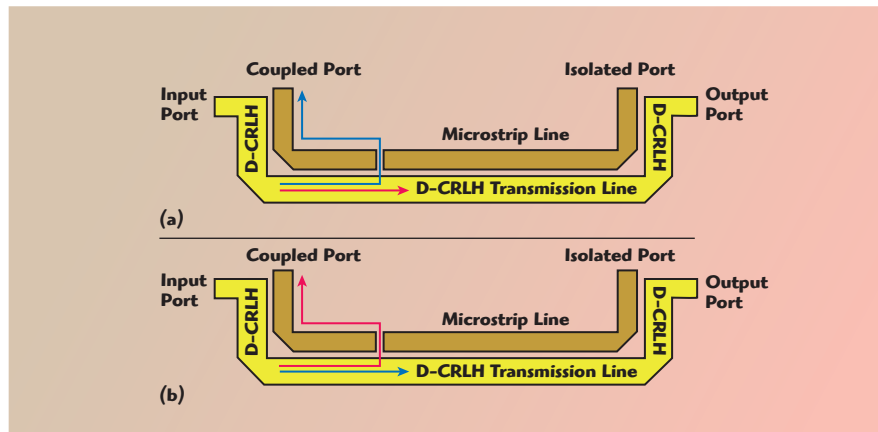 Coupled Port
Isolated Port
Input
Port
Output
Port
D-CRLH
Microstrip Line
D-CRLH
D-CRLH Transmission Line
(a)
Coupled Port
Isolated Port
Input
Port
Output
Port
D-CRLH
Microstrip Line
D-CRLH
D-CRLH Transmission Line
(b)